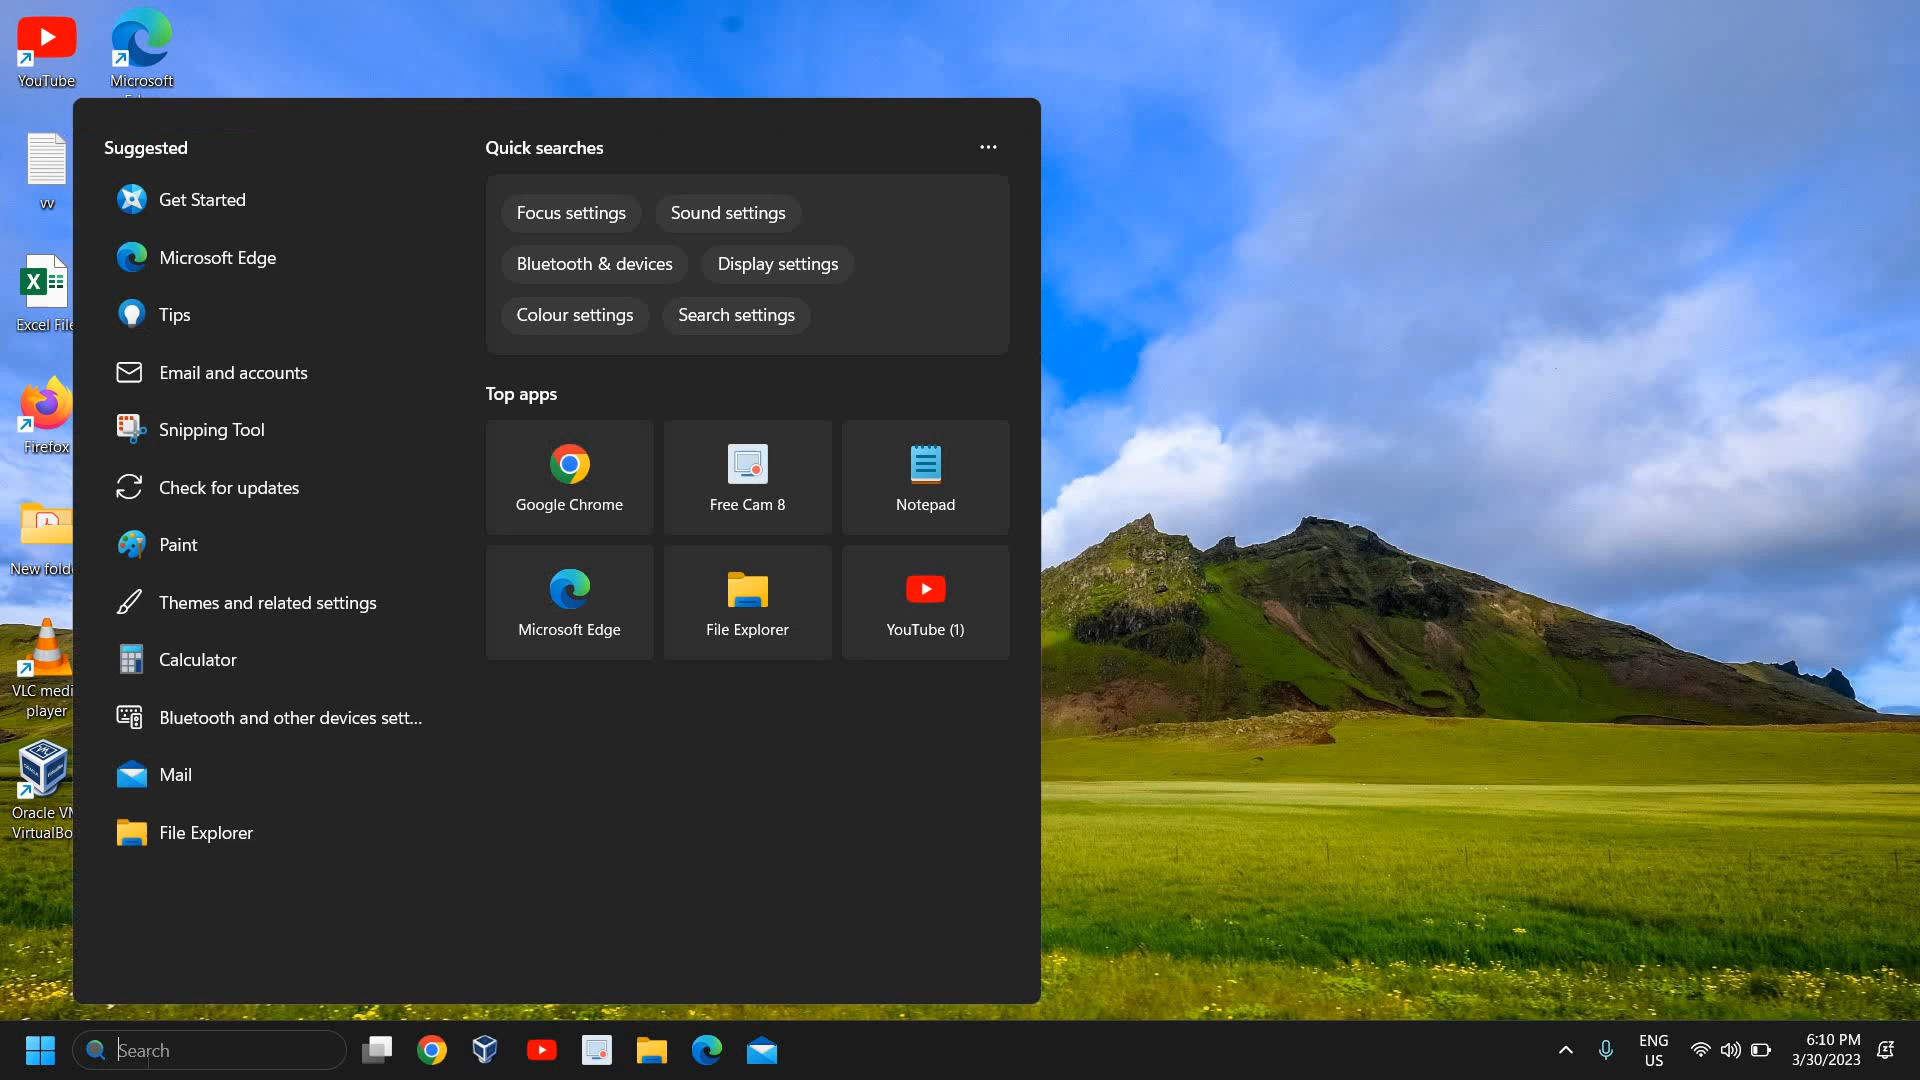 YouTube
Microsoft
vv
Excel File
Firefox
New folde
VLC medi
player
Oracle VM
VirtualBo
Suggested
Get Started
Microsoft Edge
Tips
Email and accounts
Snipping Tool
Check for updates
Paint
Themes and related settings
Calculator
Bluetooth and other devices sett...
Mail
File Explorer
Quick searches
Focus settings
Sound settings
Bluetooth & devices
Display settings
Colour settings
Search settings
Top apps
Google Chrome
Free Cam 8
Notepad
Microsoft Edge
File Explorer
YouTube (1)
Search
ENG
US
6:10 PM
3/30/2023